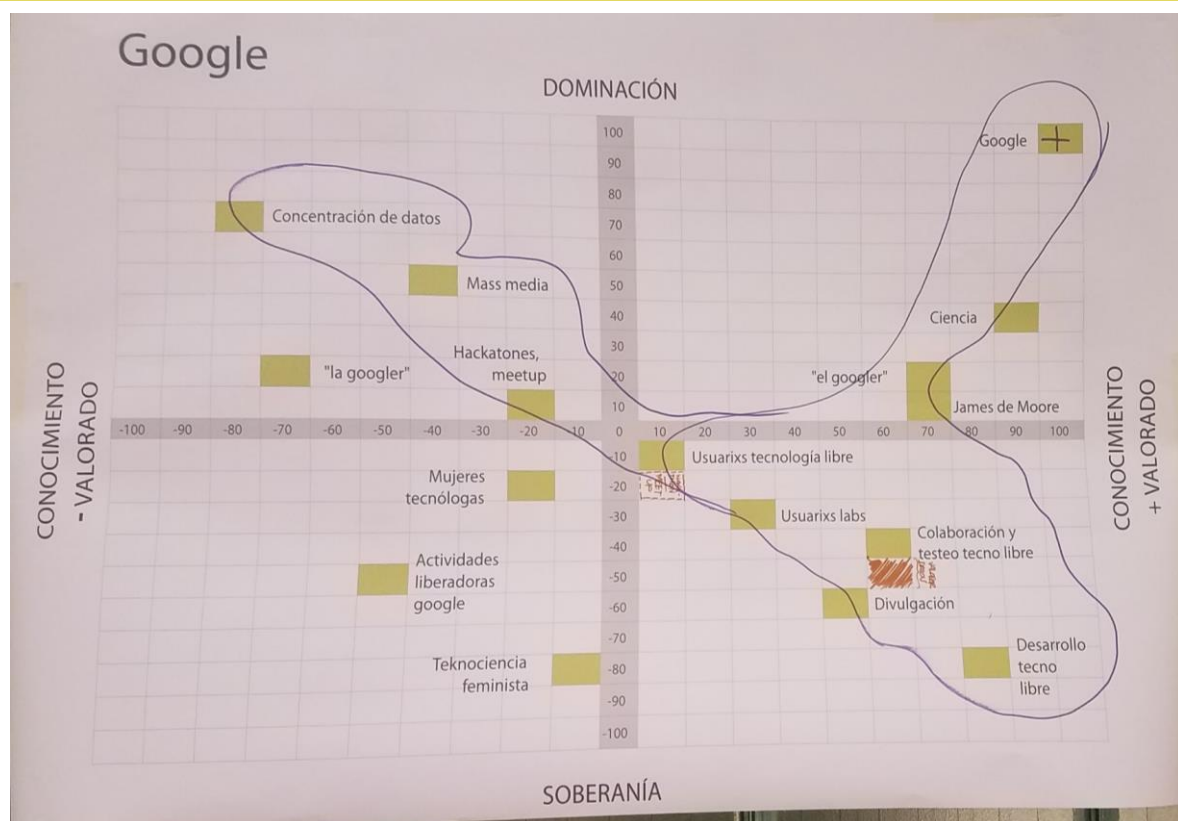 Google
DOMINACIÓN
100
Google
90
80
Concentración de datos
70
60
Mass media
50
40
Ciencia
30
Hackatones,
meetup
"la googler"
20
"el googler"
10
James de Moore
-100 -90 -80 -70 -60 -50 -40 -30 -20 -10 0 10 20 30 40 50 60 70 80 90 100
CONOCIMIENTO
- VALORADO
CONOCIMIENTO
+ VALORADO
-10
Usuarixs tecnología libre
Mujeres
tecnólogas
-20
-30
Usuarixs labs
-40
Colaboración y
testeo tecno libre
Actividades
liberadoras
google
-50
-60
Divulgación
-70
Teknociencia
feminista
-80
Desarrollo
tecno
libre
-90
-100
SOBERANÍA